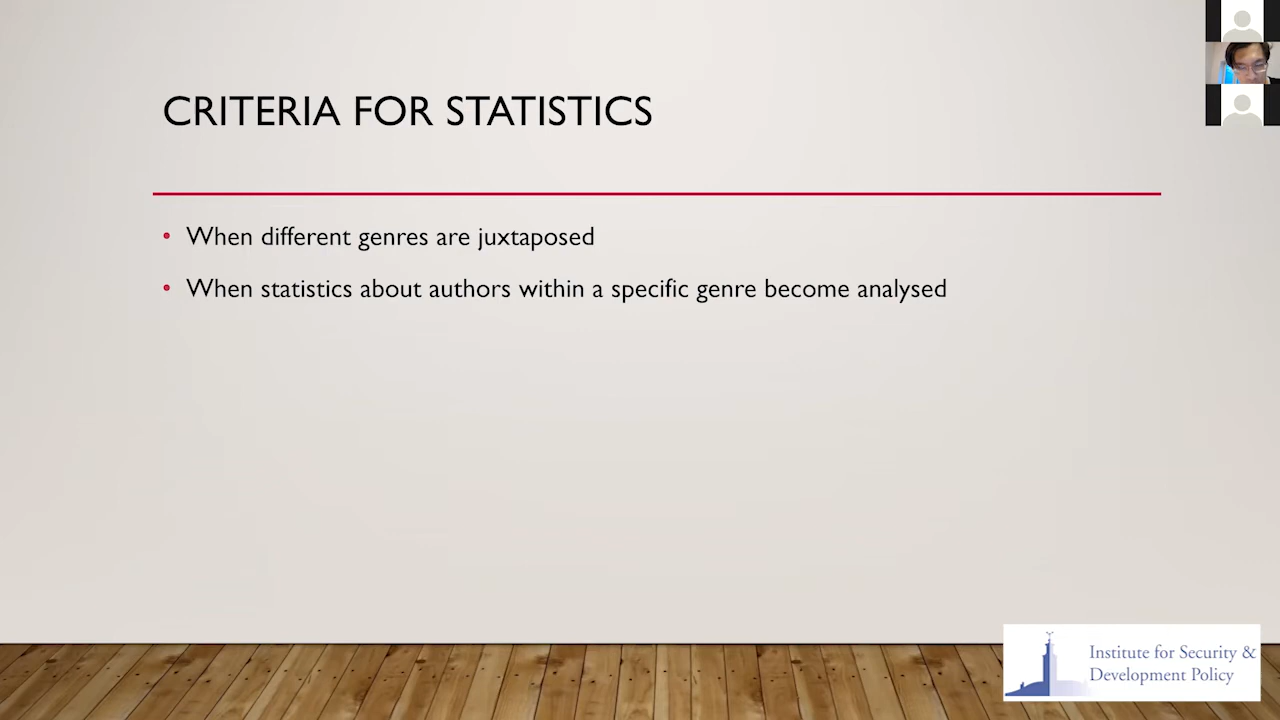 CRITERIA FOR STATISTICS
• When different genres are juxtaposed
• When statistics about authors within a specific genre become analysed
Institute for Security &
Development Policy